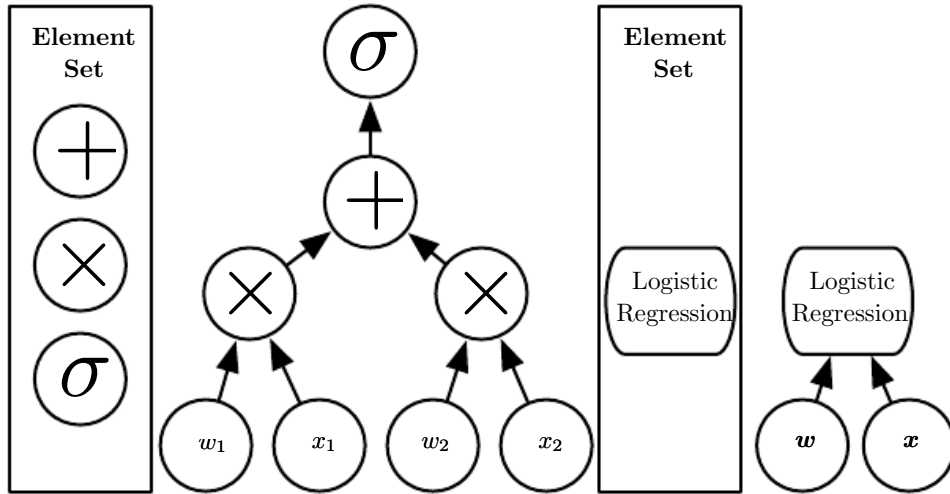 Element
Set
+
×
σ
σ
+
×
×
w₁
x₁
w₂
x₂
Element
Set
Logistic
Regression
Logistic
Regression
w
x